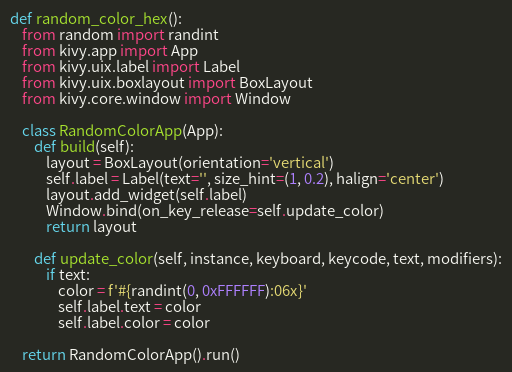 def random_color_hex():
from random import randint
from kivy.app import App
from kivy.uix.label import Label
from kivy.uix.boxlayout import BoxLayout
from kivy.core.window import Window
class RandomColorApp(App):
def build(self):
layout = BoxLayout(orientation='vertical')
self.label = Label(text='', size_hint=(1, 0.2), halign='center')
layout.add_widget(self.label)
Window.bind(on_key_release=self.update_color)
return layout
def update_color(self, instance, keyboard, keycode, text, modifiers):
if text:
color = f'#{randint(0, 0xFFFFFF):06x}'
self.label.text = color
self.label.color = color
return RandomColorApp().run()